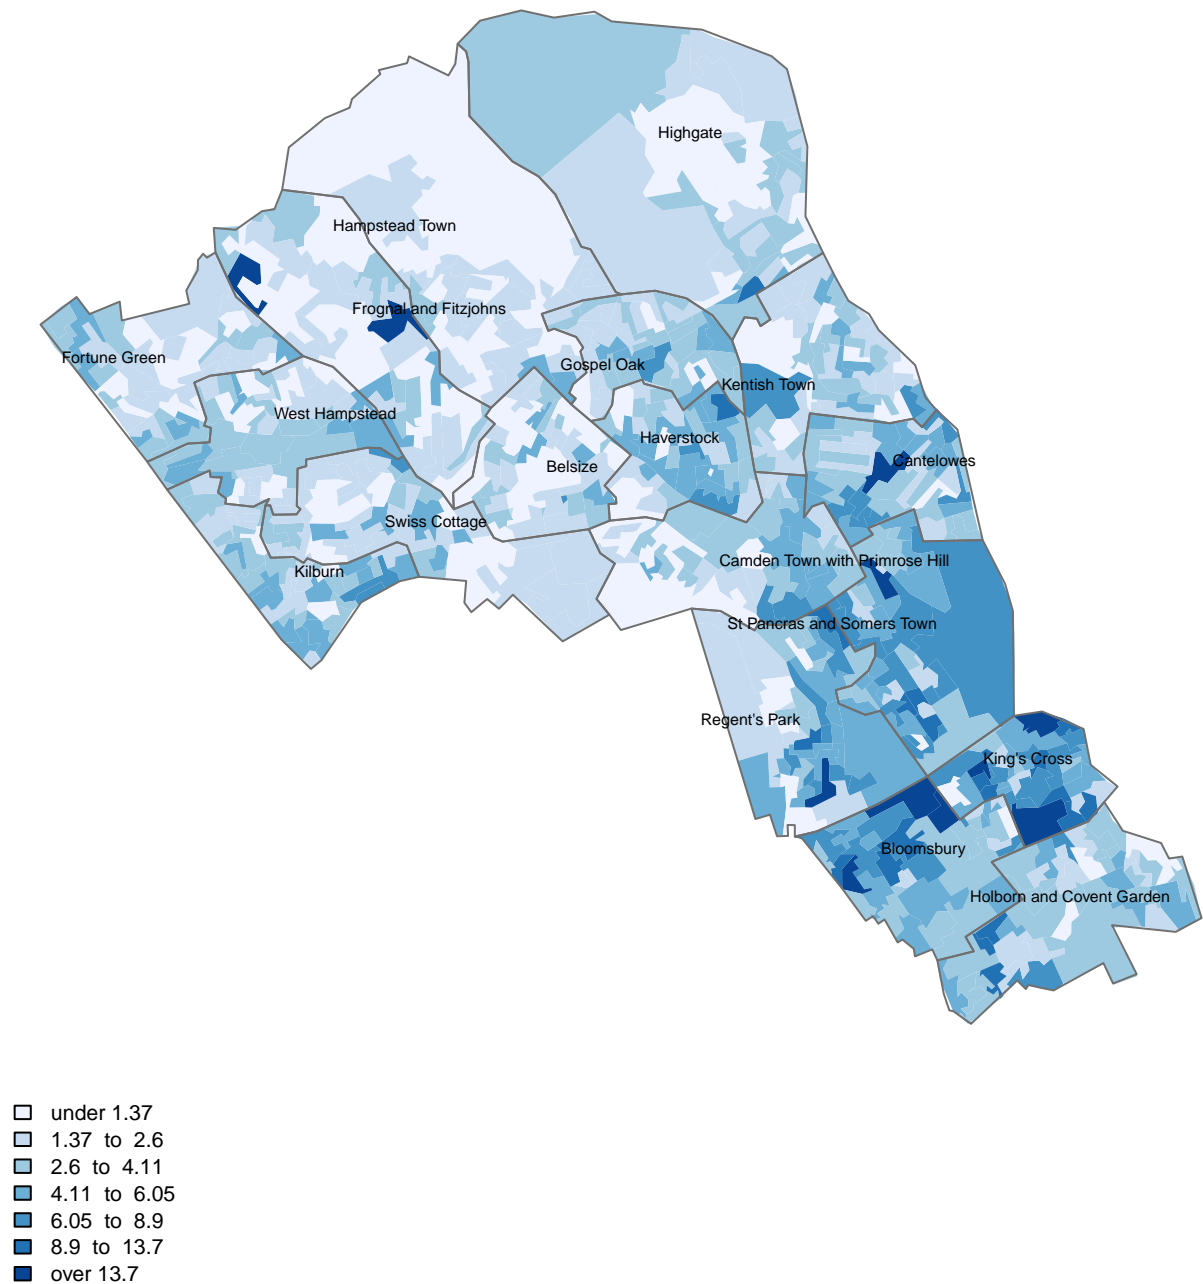 Highgate
Hampstead Town
Frognal and Fitzjohns
Fortune Green
Gospel Oak
Kentish Town
West Hampstead
Haverstock
Cantelowes
Belsize
Swiss Cottage
Camden Town with Primrose Hill
Kilburn
St Pancras and Somers Town
Regent's Park
King's Cross
Bloomsbury
Holborn and Covent Garden
under 1.37
1.37 to 2.6
2.6 to 4.11
4.11 to 6.05
6.05 to 8.9
8.9 to 13.7
over 13.7